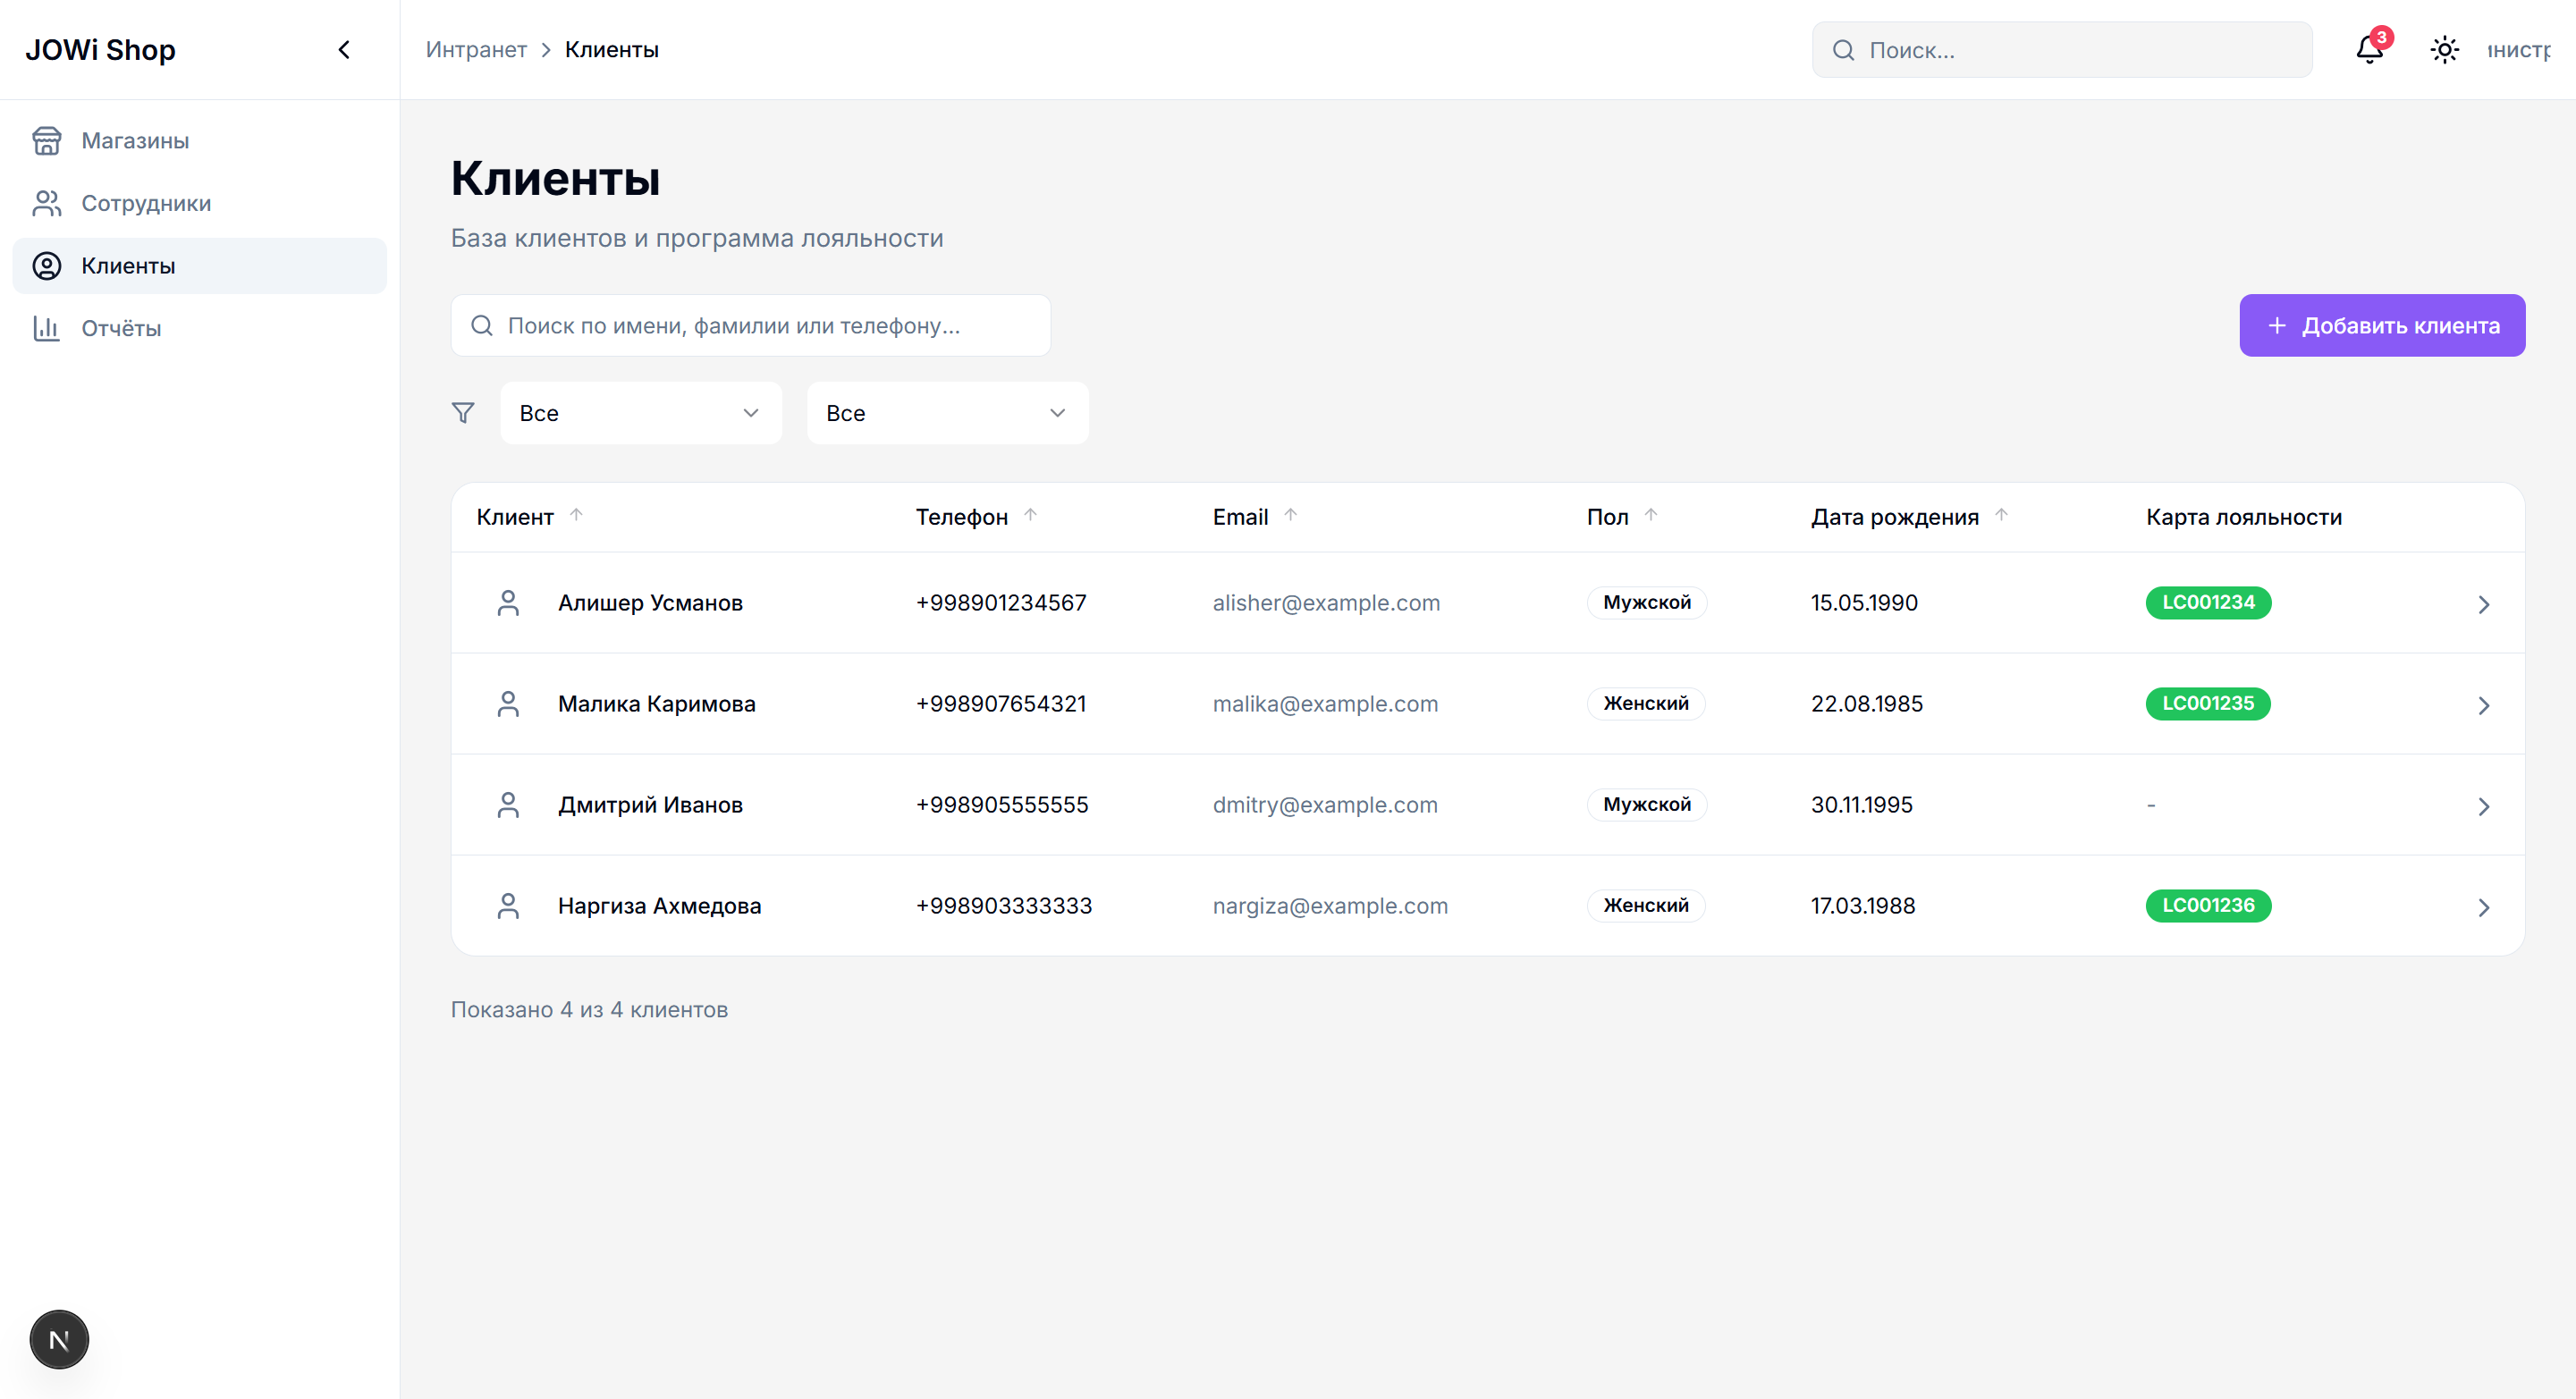 JOWi Shop
Интранет > Клиенты
Поиск...
3
Магазины
Сотрудники
Клиенты
Отчёты
Клиенты
База клиентов и программа лояльности
Поиск по имени, фамилии или телефону...
+ Добавить клиента
Все
Все
Клиент Телефон Email Пол Дата рождения Карта лояльности
Алишер Усманов +998901234567 alisher@example.com Мужской 15.05.1990 LC001234
Малика Каримова +998907654321 malika@example.com Женский 22.08.1985 LC001235
Дмитрий Иванов +998905555555 dmitry@example.com Мужской 30.11.1995 -
Наргиза Ахмедова +998903333333 nargiza@example.com Женский 17.03.1988 LC001236
Показано 4 из 4 клиентов
N